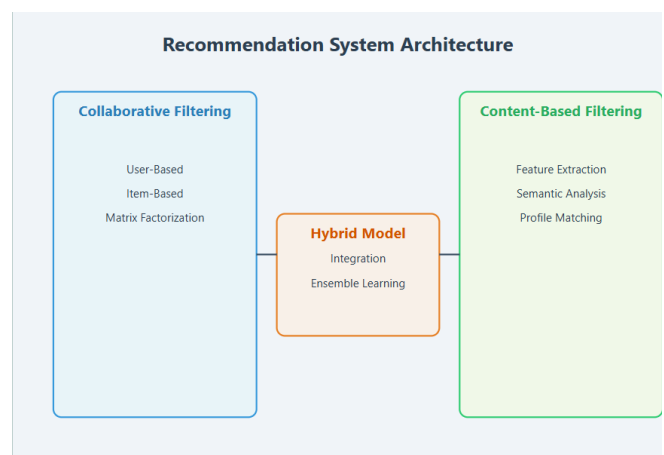 Recommendation System Architecture
Collaborative Filtering
User-Based
Item-Based
Matrix Factorization
Hybrid Model
Integration
Ensemble Learning
Content-Based Filtering
Feature Extraction
Semantic Analysis
Profile Matching